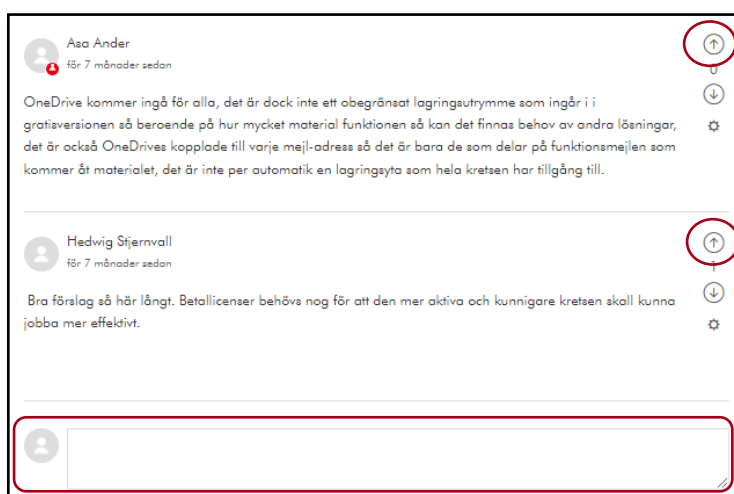 Asa Ander
för 7 månader sedan
0
OneDrive kommer ingå för alla, det är dock inte ett obegränsat lagringsutrymme som ingår i i
gratisversionen så beroende på hur mycket material funktionen så kan det finnas behov av andra lösningar,
det är också OneDrives kopplade till varje mejl-adress så det är bara de som delar på funktionsmejlen som
kommer åt materialet, det är inte per automatik en lagringsyta som hela kretsen har tillgång till.
Hedwig Stjernvall
för 7 månader sedan
1
Bra förslag så här långt. Betallicenser behövs nog för att den mer aktiva och kunnigare kretsen skall kunna
jobba mer effektivt.